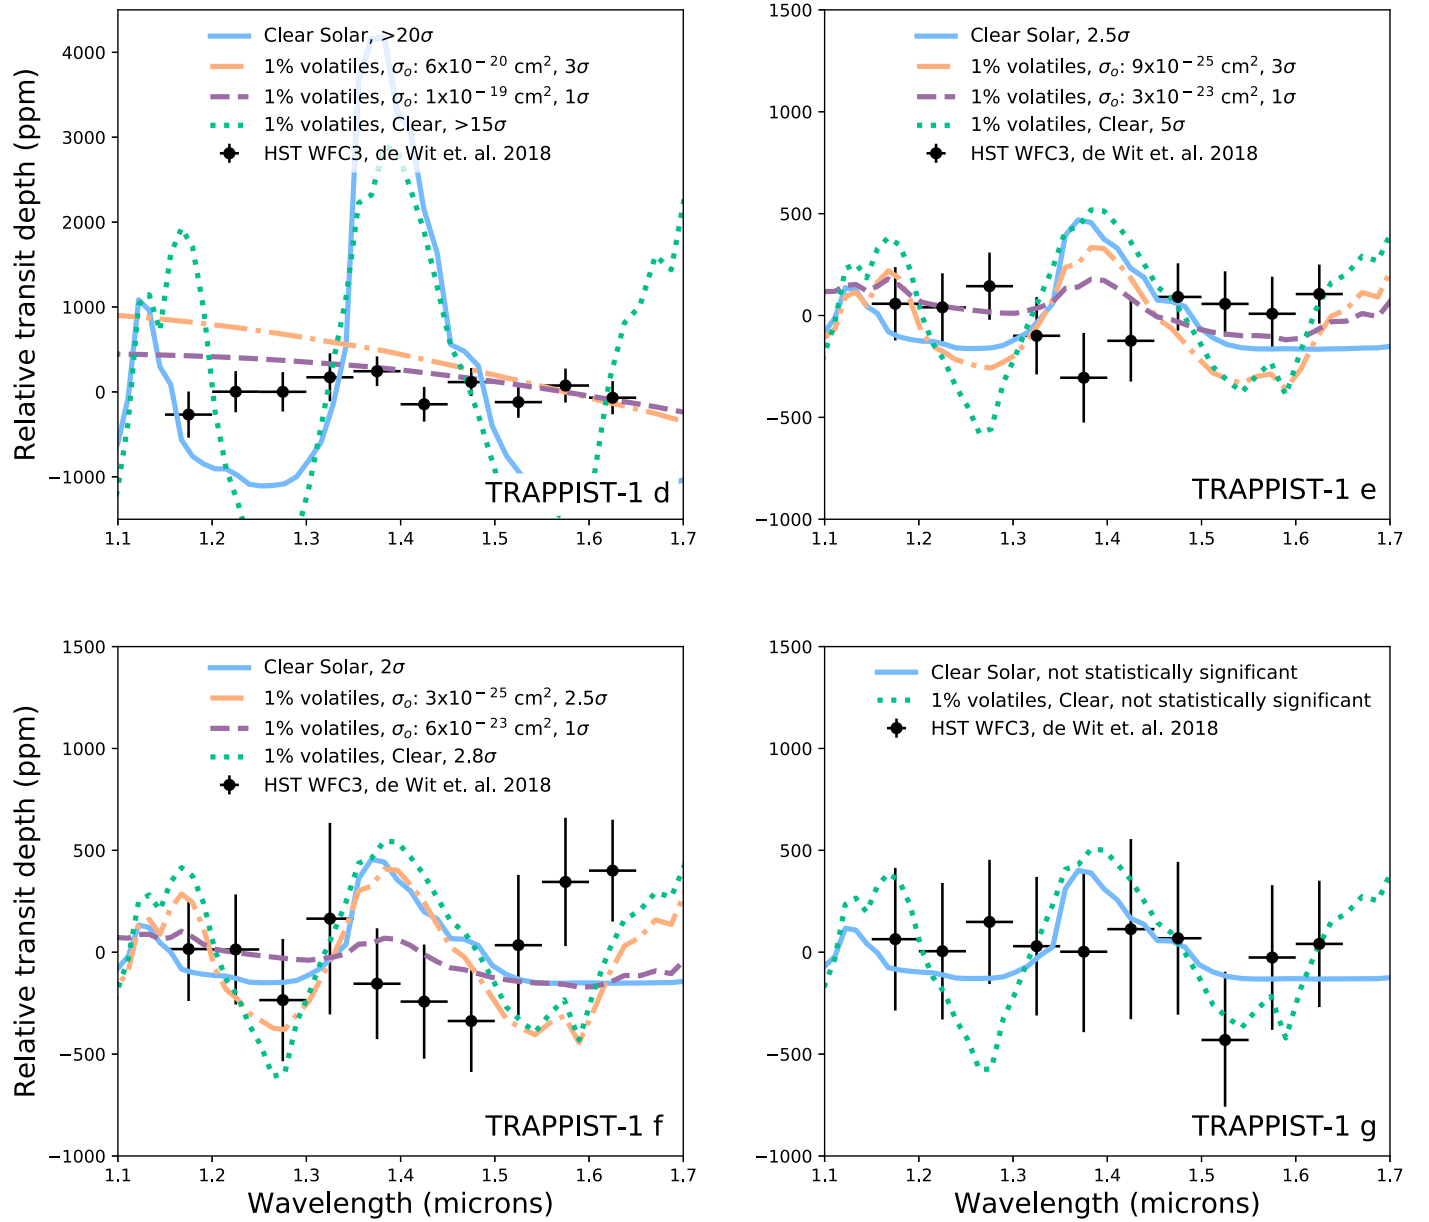 Clear Solar, >20σ
1% volatiles, σₒ: 6x10⁻²⁰ cm², 3σ
1% volatiles, σₒ: 1x10⁻¹⁹ cm², 1σ
1% volatiles, Clear, >15σ
HST WFC3, de Wit et. al. 2018
Relative transit depth (ppm)
4000
3000
2000
1000
0
−1000
TRAPPIST-1 d
1.1 1.2 1.3 1.4 1.5 1.6 1.7
Clear Solar, 2.5σ
1% volatiles, σₒ: 9x10⁻²⁵ cm², 3σ
1% volatiles, σₒ: 3x10⁻²³ cm², 1σ
1% volatiles, Clear, 5σ
HST WFC3, de Wit et. al. 2018
1500
1000
500
0
−500
−1000
TRAPPIST-1 e
1.1 1.2 1.3 1.4 1.5 1.6 1.7
Clear Solar, 2σ
1% volatiles, σₒ: 3x10⁻²⁵ cm², 2.5σ
1% volatiles, σₒ: 6x10⁻²³ cm², 1σ
1% volatiles, Clear, 2.8σ
HST WFC3, de Wit et. al. 2018
Relative transit depth (ppm)
1500
1000
500
0
−500
−1000
TRAPPIST-1 f
1.1 1.2 1.3 1.4 1.5 1.6 1.7
Wavelength (microns)
Clear Solar, not statistically significant
1% volatiles, Clear, not statistically significant
HST WFC3, de Wit et. al. 2018
1500
1000
500
0
−500
−1000
TRAPPIST-1 g
1.1 1.2 1.3 1.4 1.5 1.6 1.7
Wavelength (microns)